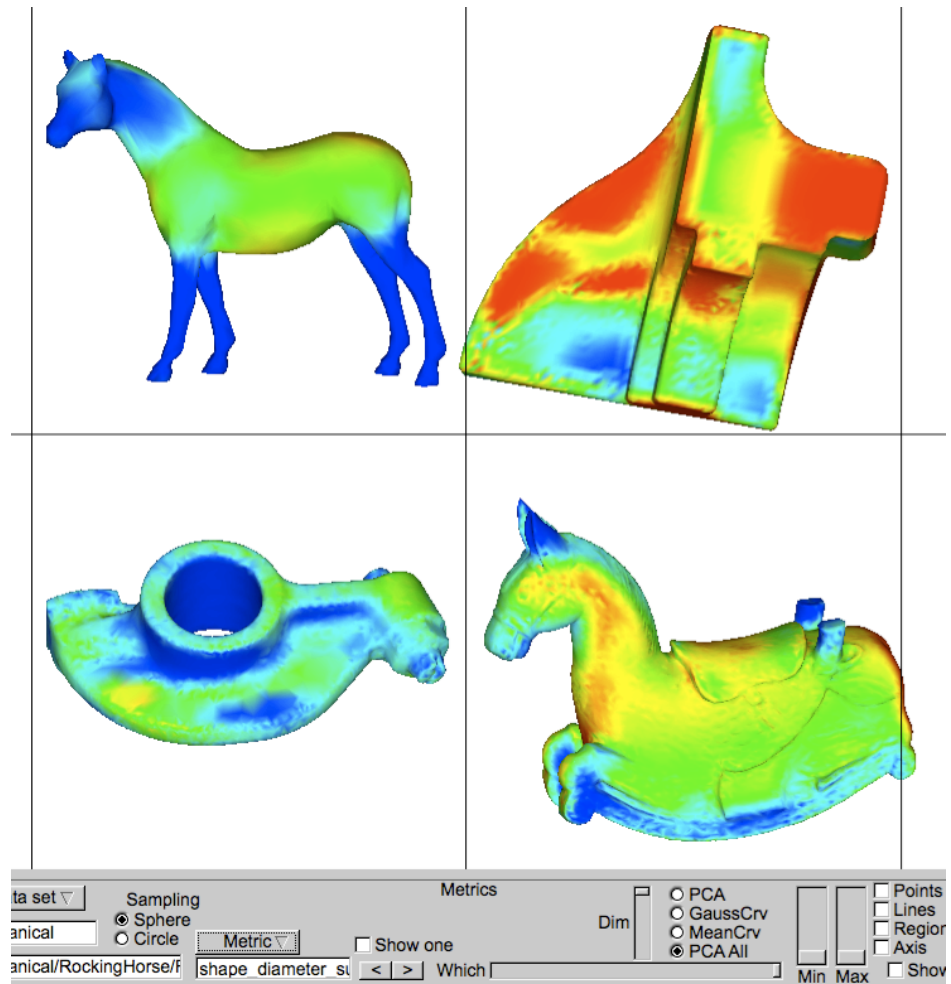 Metrics
ta set
Sampling
Sphere
Circle
anical
anical/RockingHorse/F
Metric
shape_diameter_su
Show one
< >
Which
Dim
PCA
GaussCrv
MeanCrv
PCA All
Min Max
Points
Lines
Region
Axis
Show